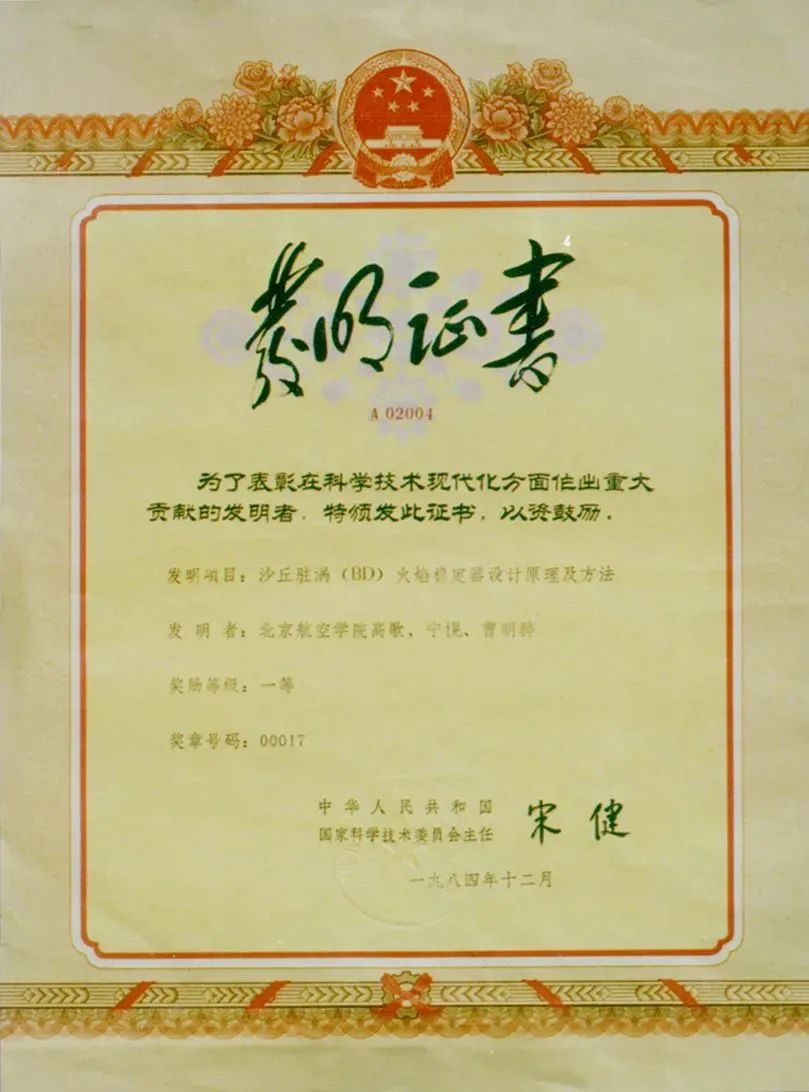 發明证書
A 02004
为了表彰在科学技术现代化方面作出重大
贡献的发明者，特颁发此证书，以资鼓励．
发明项目：沙丘驻涡（BD）火焰稳定器设计原理及方法
发 明 者：北京航空学院高歌、宁榥、曹明骅
奖励等级：一等
奖章号码：00017
中华人民共和国
国家科学技术委员会主任 宋健
一九八四年十二月